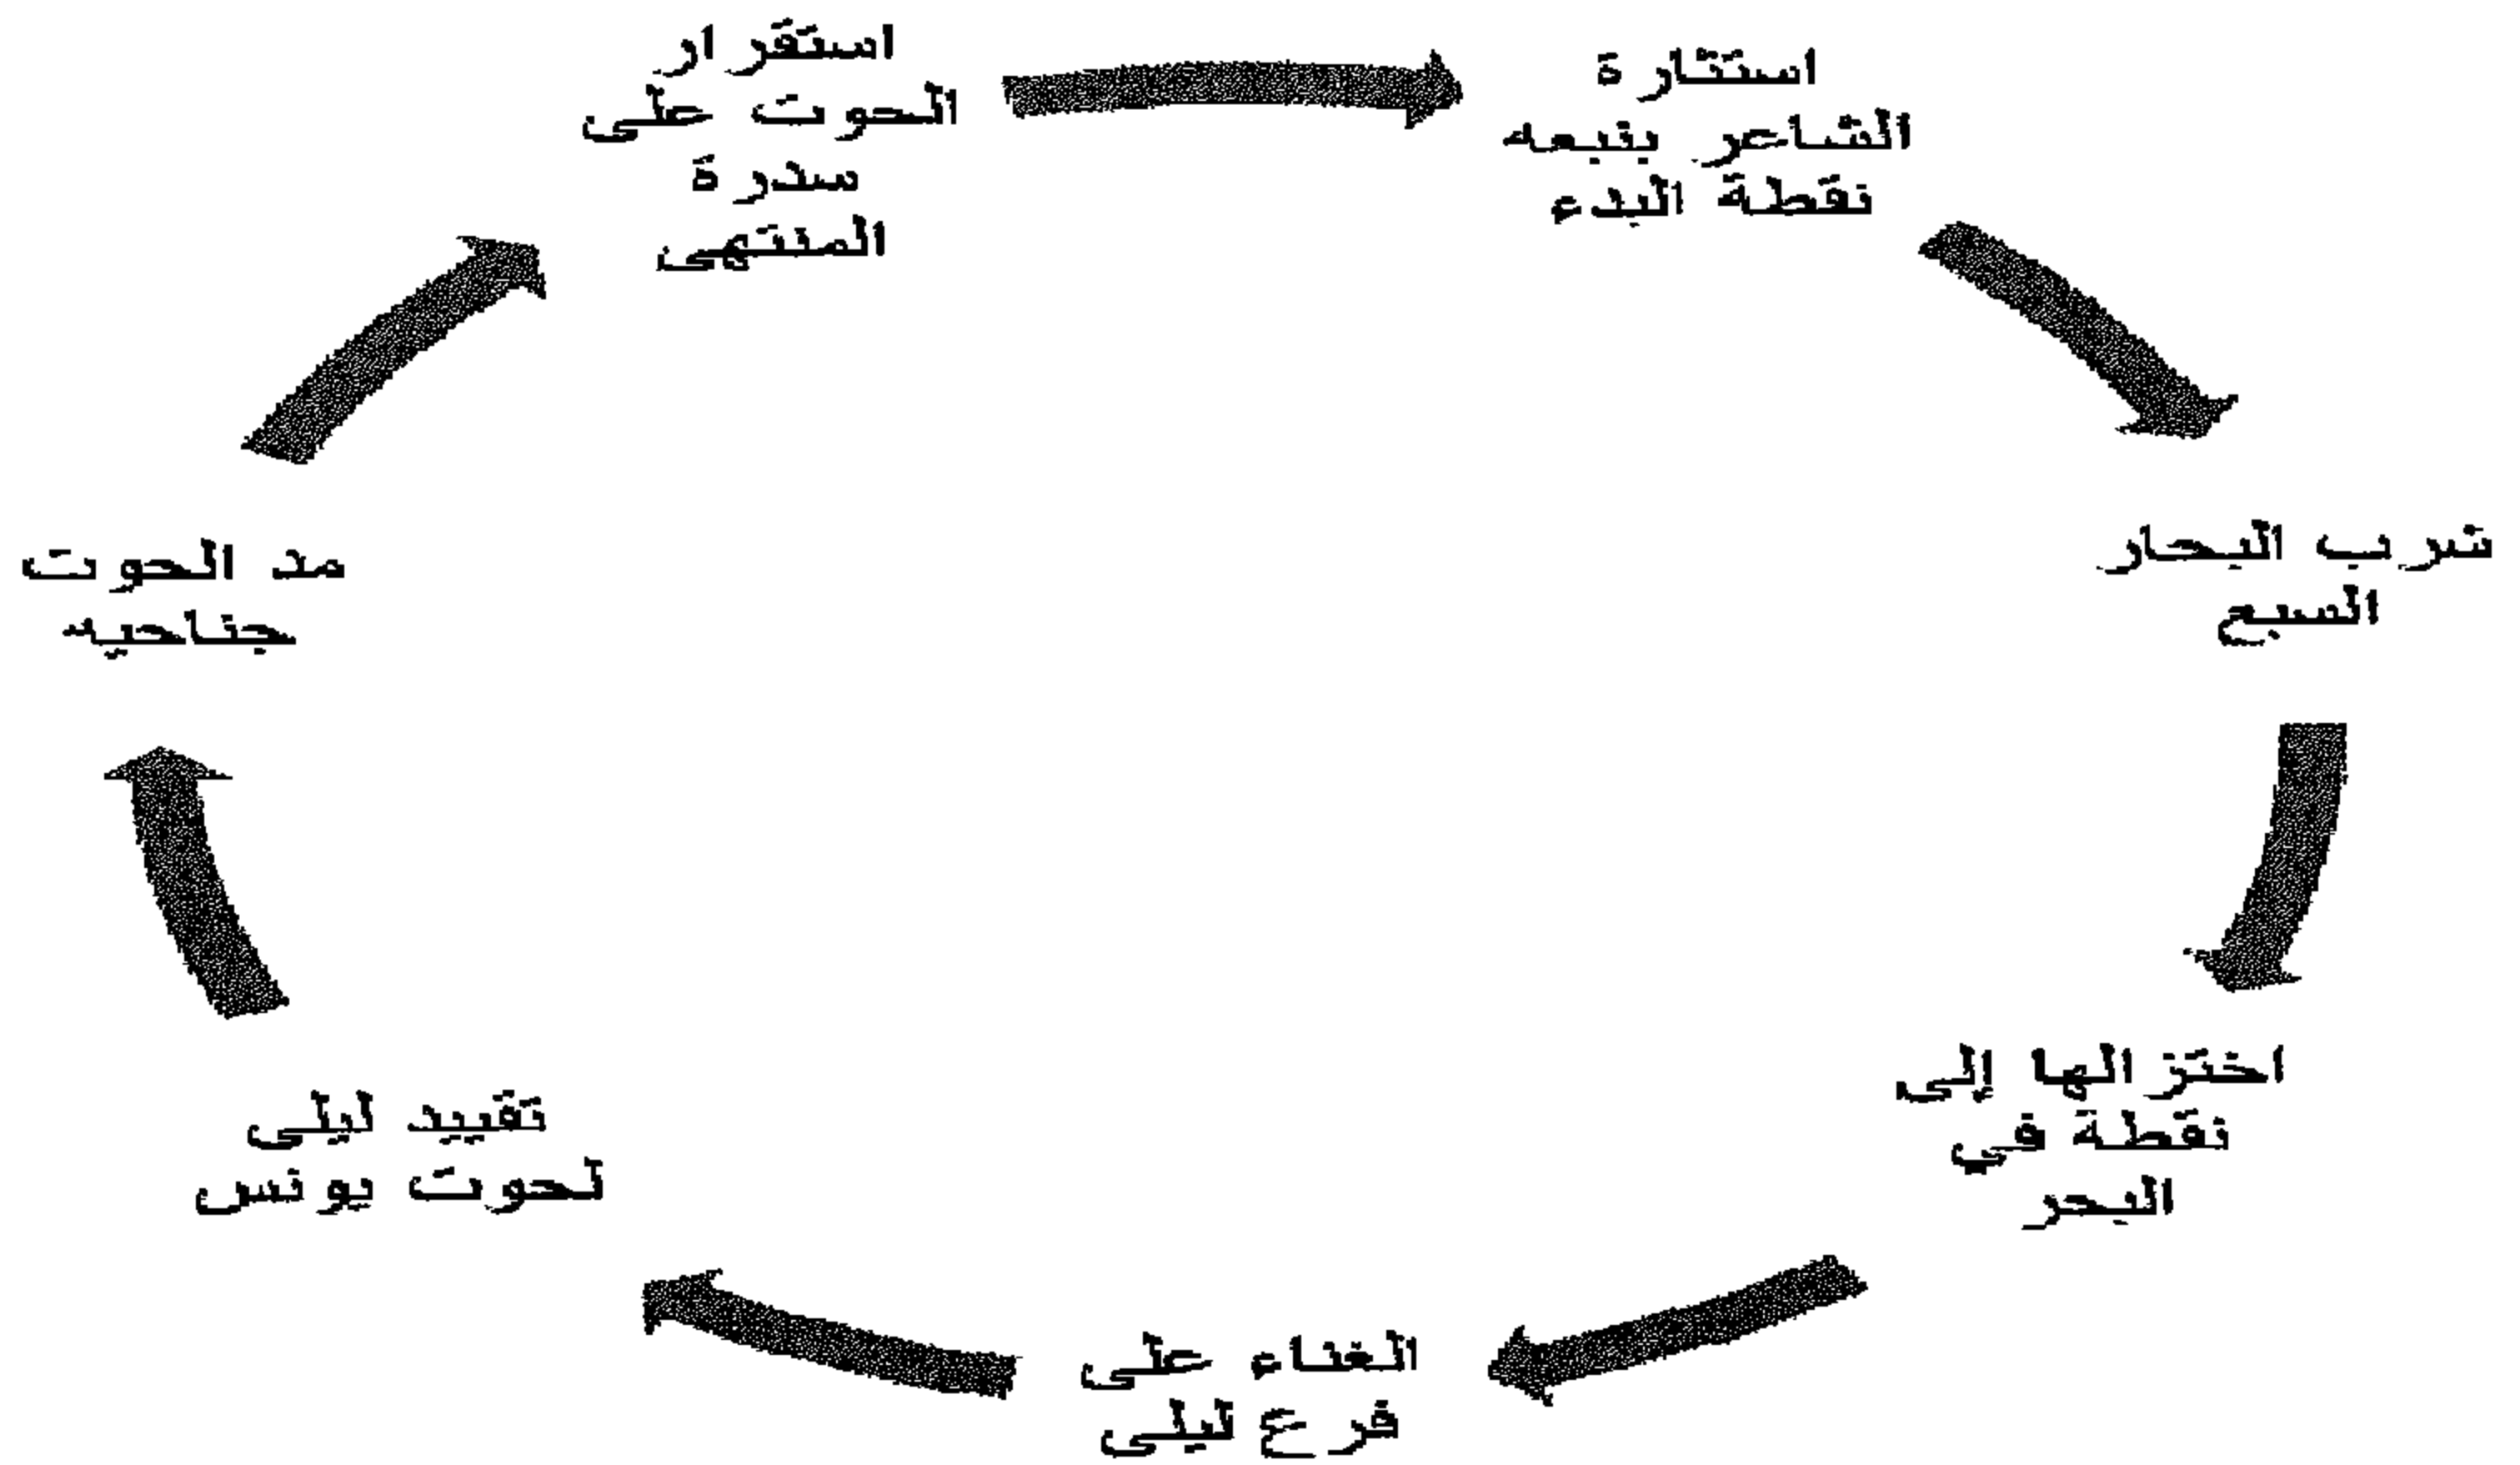 استثارة
الشاعر بنبعه
نقطة البدء
شرب البحار
السبع
اختزالها إلى
نقطة في
البحر
الغناء على
فرع ليلى
تقييد ليلى
لحوت يونس
مد الحوت
جناحيه
استقرار
الحوت على
سدرة
المنتهى